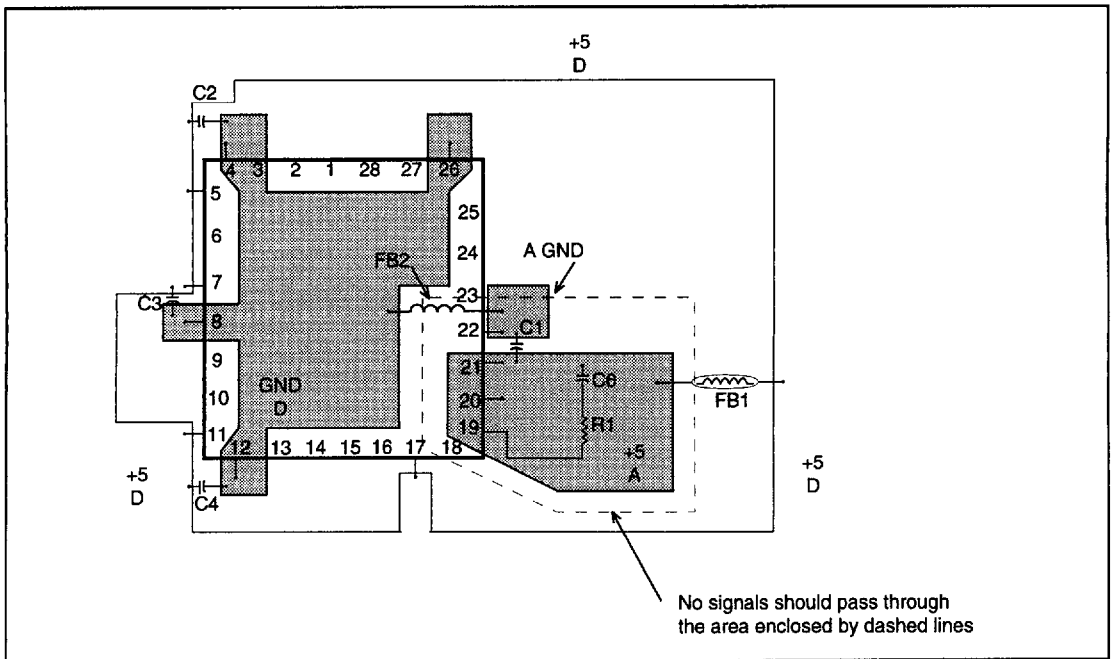 +5
D
C2
4 3 2 1 28 27 26
5
25
6
24
A GND
FB2
7
23
C3
C1
8
22
9
21
C6
GND
D
10
20
FB1
R1
11
19
12 13 14 15 16 17 18
+5
A
+5
D
+5
D
C4
No signals should pass through
the area enclosed by dashed lines